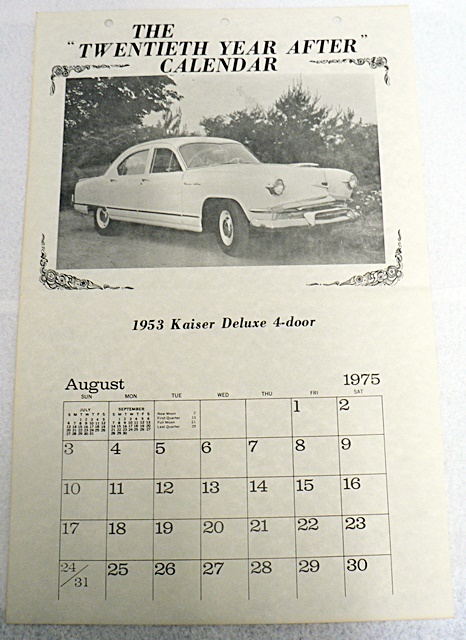 THE
"TWENTIETH YEAR AFTER"
CALENDAR
1953 Kaiser Deluxe 4-door
August 1975
SUN MON TUE WED THU FRI SAT
JULY SEPTEMBER
S M T W T F S S M T W T F S
New Moon
First Quarter
Full Moon
Last Quarter
1 2
3 4 5 6 7 8 9
10 11 12 13 14 15 16
17 18 19 20 21 22 23
24/31 25 26 27 28 29 30